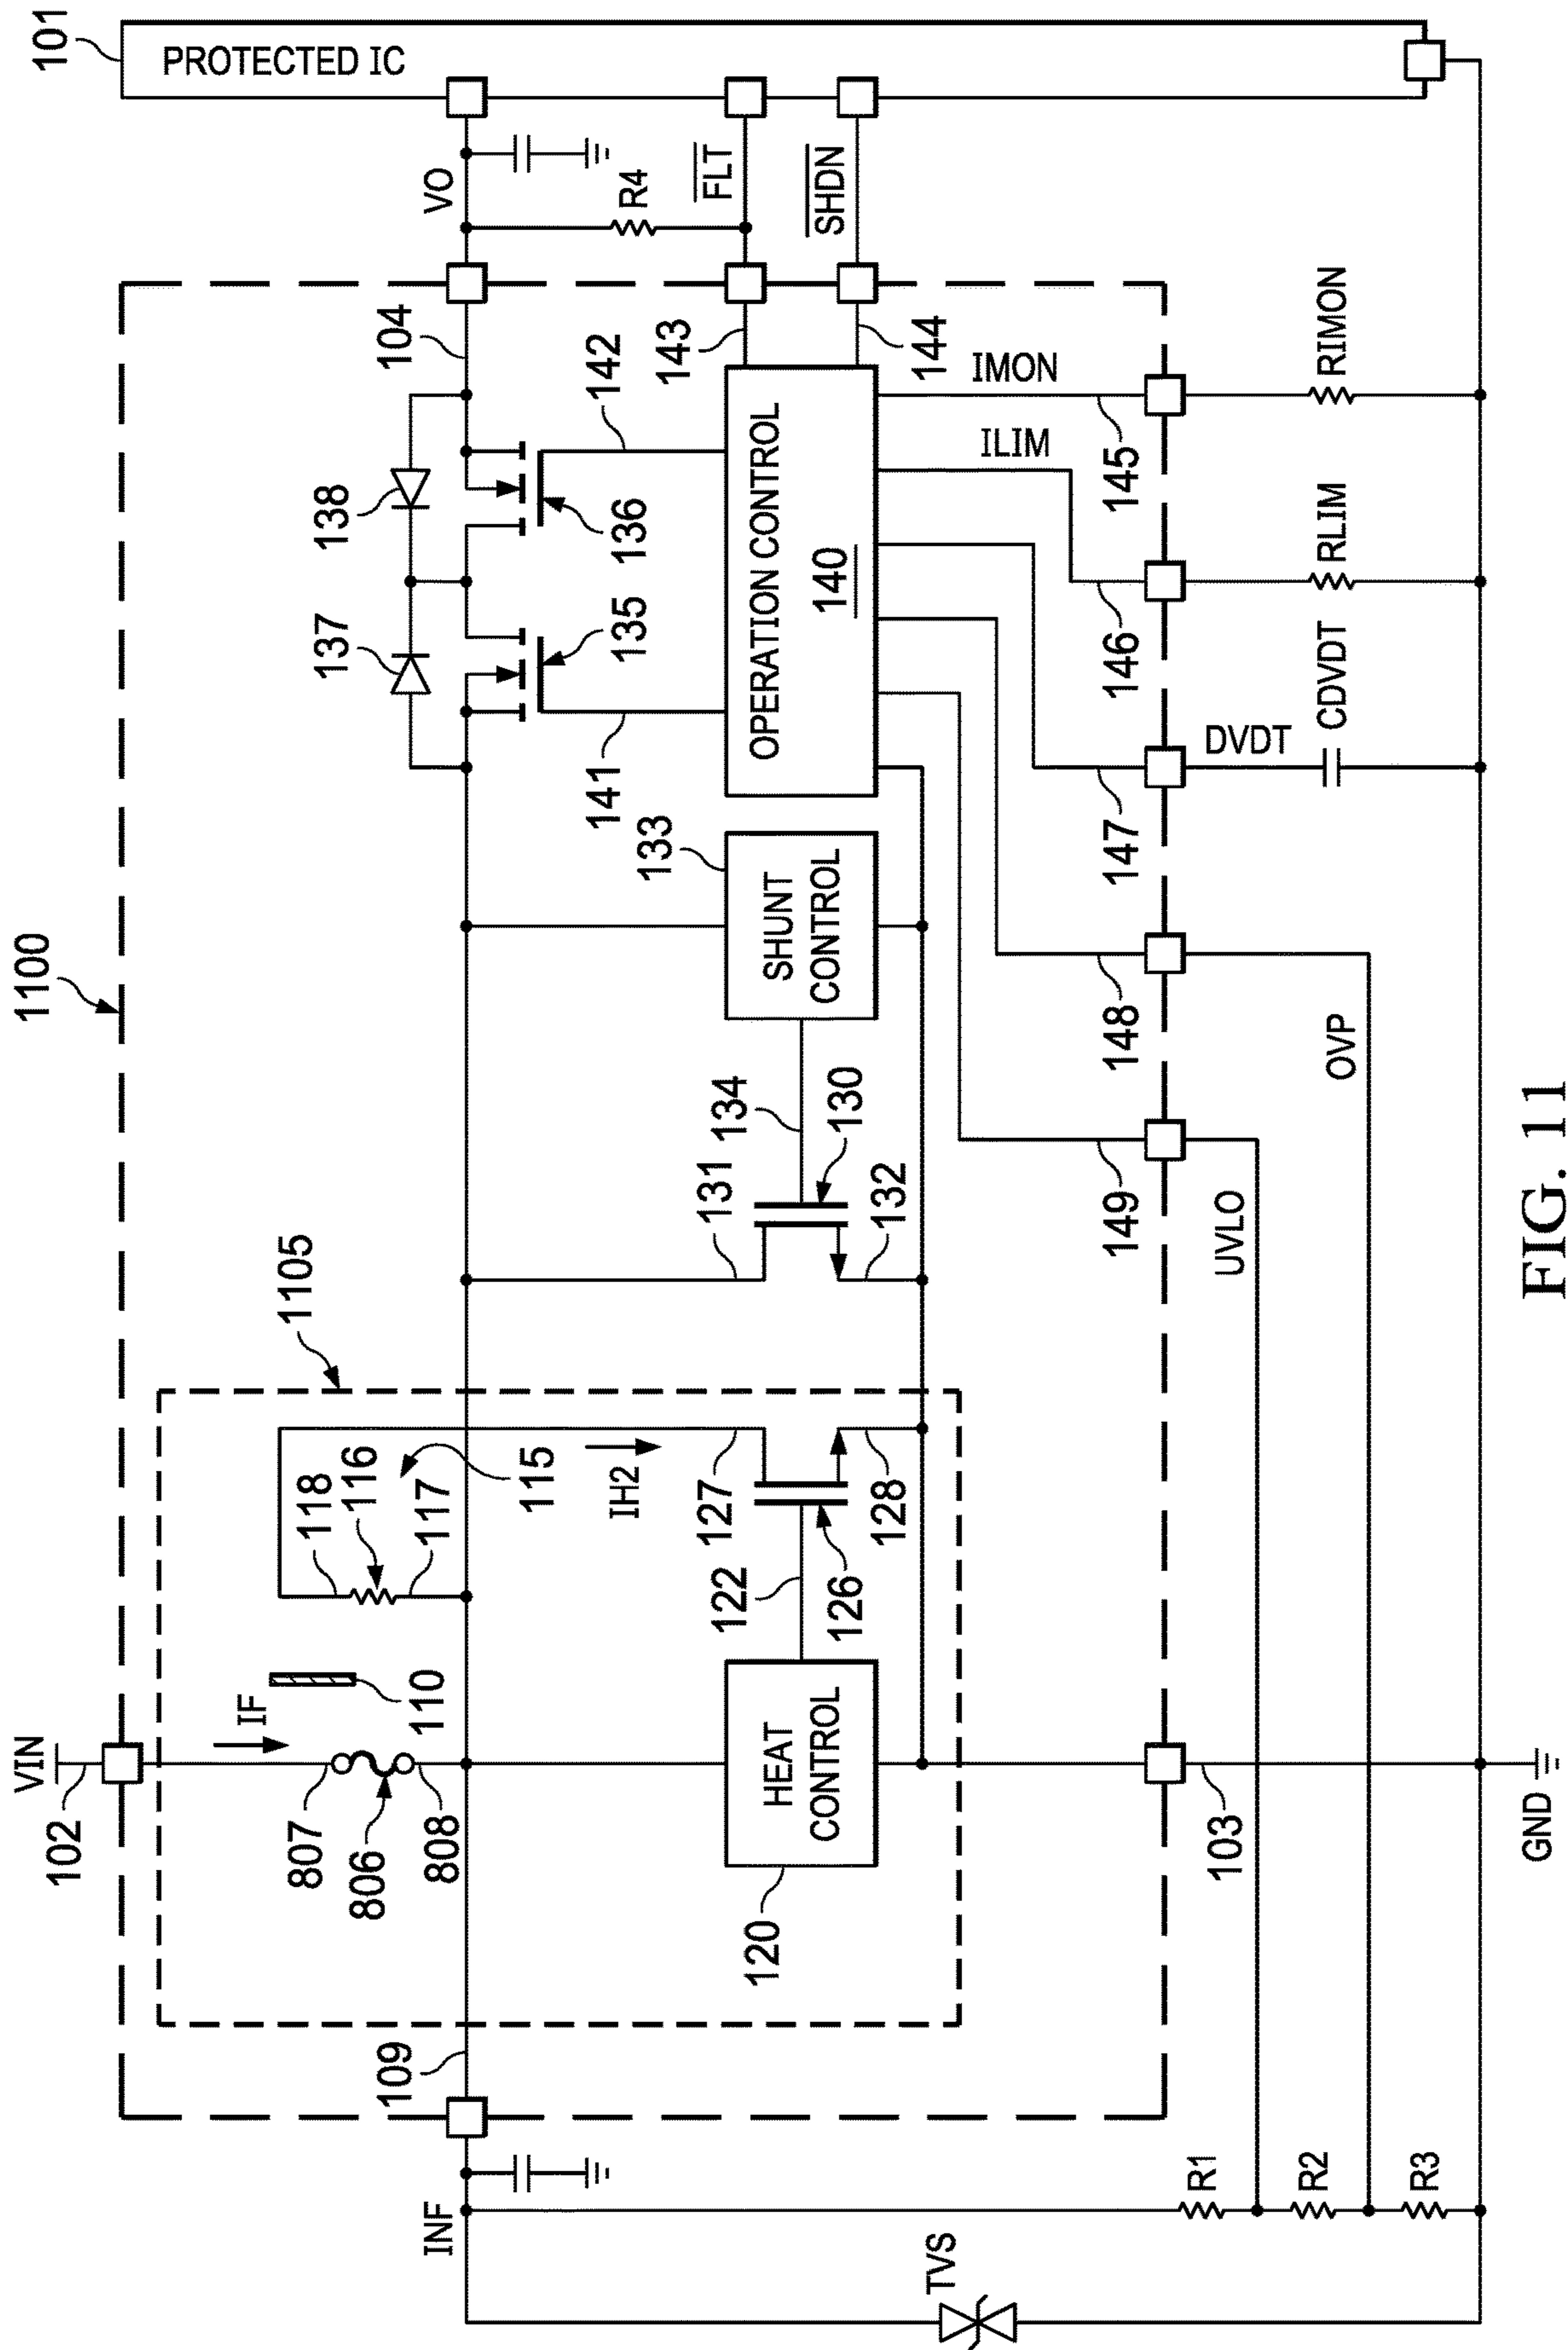 1100
101
PROTECTED IC
VIN
102
1105
IF
807
806
808
110
118
116
117
115
109
INF
137
138
104
VO
R4
FLT
SHDN
IH2
127
122
126
128
HEAT
CONTROL
120
131
134
130
132
133
SHUNT
CONTROL
141
135
136
142
143
144
OPERATION CONTROL
140
IMON
ILIM
145
146
147
148
149
103
DVDT
CDVDT
RLIM
RIMON
UVLO
OVP
R1
R2
R3
TVS
GND
FIG. 11